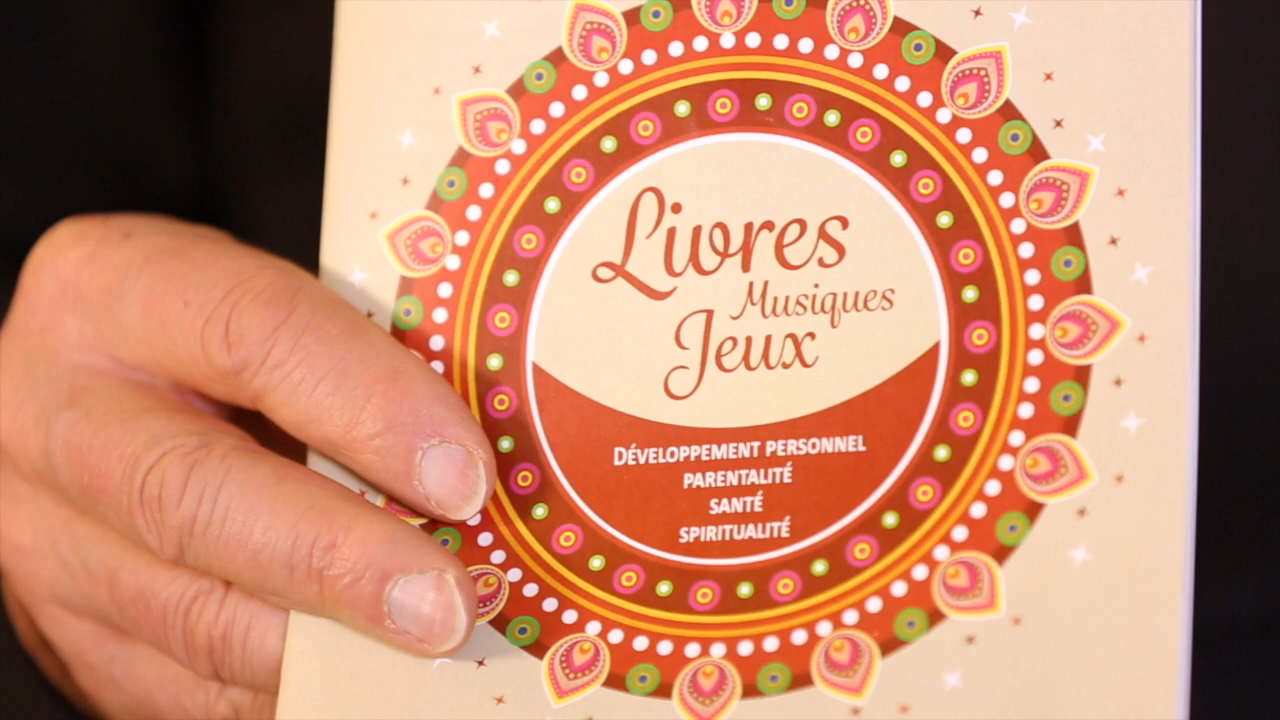 Livres
Musiques
Jeux
DÉVELOPPEMENT PERSONNEL
PARENTALITÉ
SANTÉ
SPIRITUALITÉ